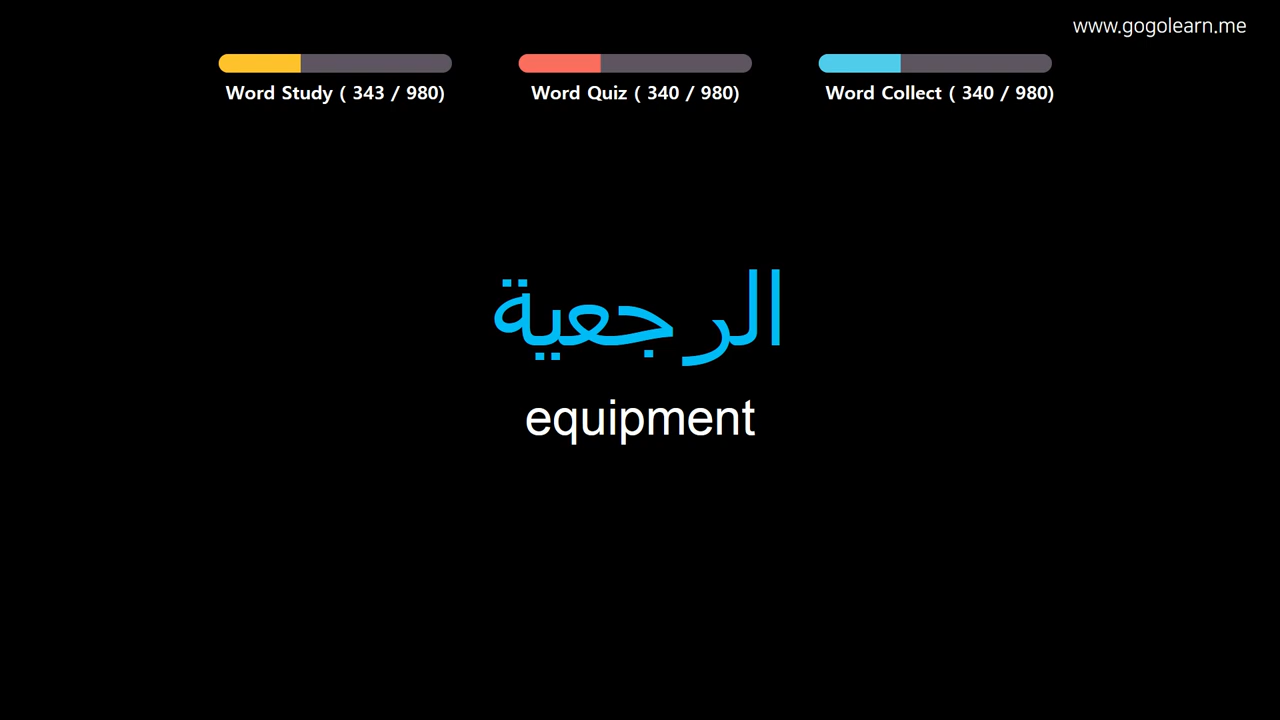 www.gogolearn.me
Word Study ( 343 / 980)
Word Quiz ( 340 / 980)
Word Collect ( 340 / 980)
الرجعية
equipment